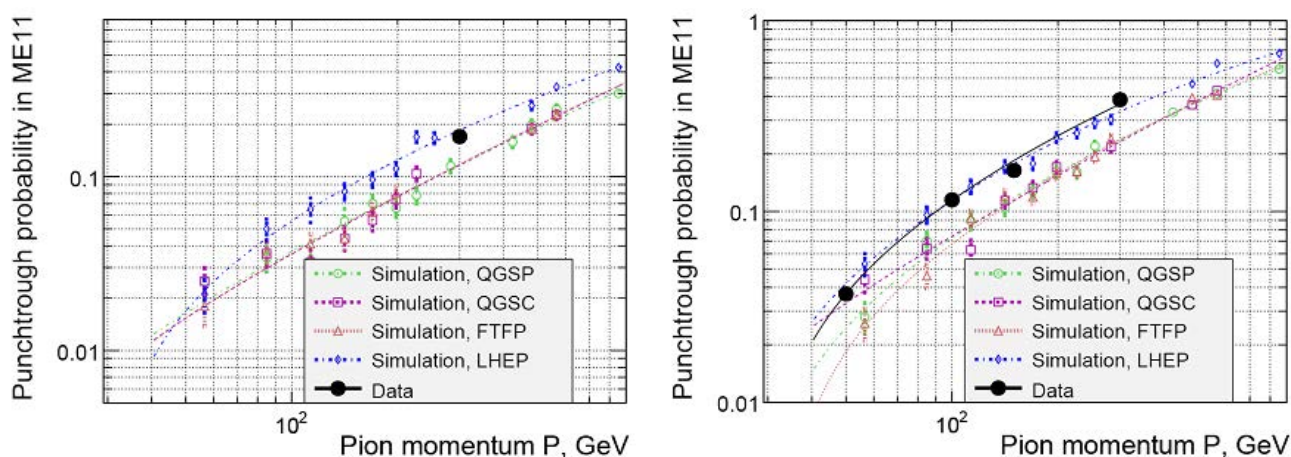 Punchtrough probability in ME11
0.1
0.01
Simulation, QGSP
Simulation, QGSC
Simulation, FTFP
Simulation, LHEP
Data
10²
Pion momentum P, GeV
Punchtrough probability in ME11
1
0.1
0.01
Simulation, QGSP
Simulation, QGSC
Simulation, FTFP
Simulation, LHEP
Data
10²
Pion momentum P, GeV